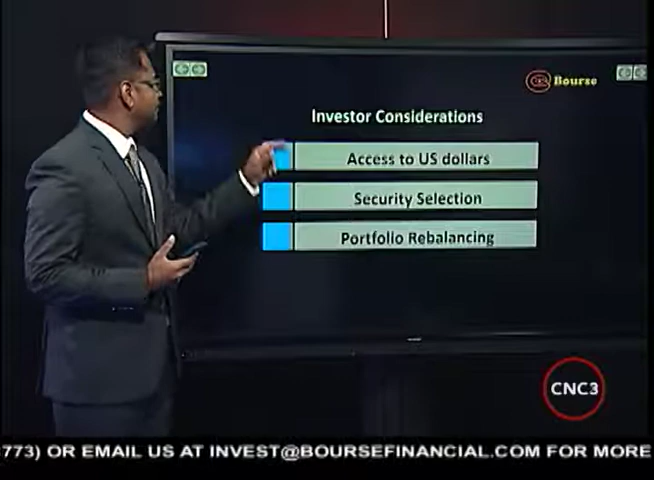 Bourse
Investor Considerations
Access to US dollars
Security Selection
Portfolio Rebalancing
CNC3
773) OR EMAIL US AT INVEST@BOURSEFINANCIAL.COM FOR MORE